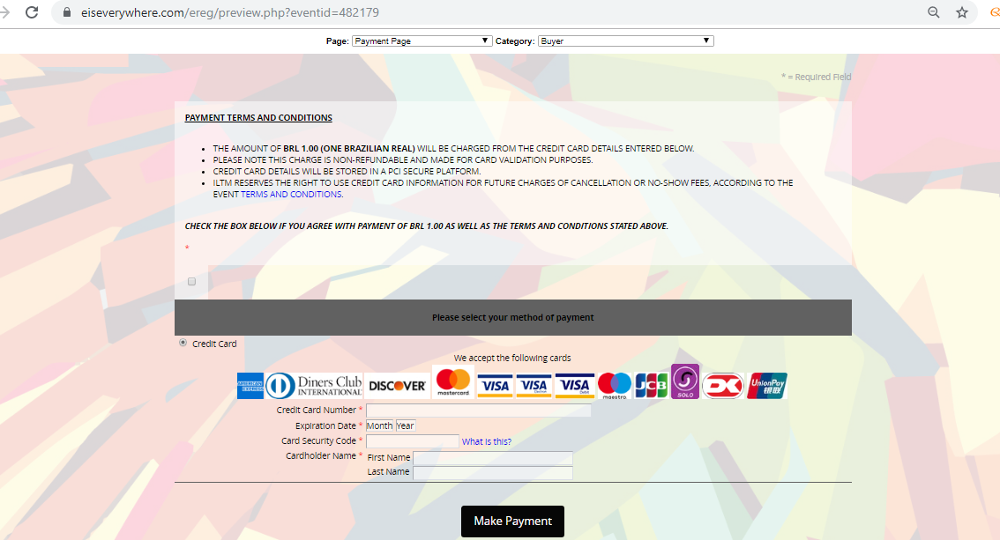 eiseverywhere.com/ereg/preview.php?eventid=482179
Page: Payment Page Category: Buyer
* = Required Field
PAYMENT TERMS AND CONDITIONS
THE AMOUNT OF BRL 1.00 (ONE BRAZILIAN REAL) WILL BE CHARGED FROM THE CREDIT CARD DETAILS ENTERED BELOW.
PLEASE NOTE THIS CHARGE IS NON-REFUNDABLE AND MADE FOR CARD VALIDATION PURPOSES.
CREDIT CARD DETAILS WILL BE STORED IN A PCI SECURE PLATFORM.
ILTM RESERVES THE RIGHT TO USE CREDIT CARD INFORMATION FOR FUTURE CHARGES OF CANCELLATION OR NO-SHOW FEES, ACCORDING TO THE
EVENT TERMS AND CONDITIONS.
CHECK THE BOX BELOW IF YOU AGREE WITH PAYMENT OF BRL 1.00 AS WELL AS THE TERMS AND CONDITIONS STATED ABOVE.
*
Please select your method of payment
Credit Card
We accept the following cards
AMERICAN EXPRESS Diners Club INTERNATIONAL DISCOVER mastercard VISA VISA Electron VISA Debit maestro JCB SOLO DK UnionPay 银联
Credit Card Number *
Expiration Date * Month Year
Card Security Code * What is this?
Cardholder Name * First Name
Last Name
Make Payment